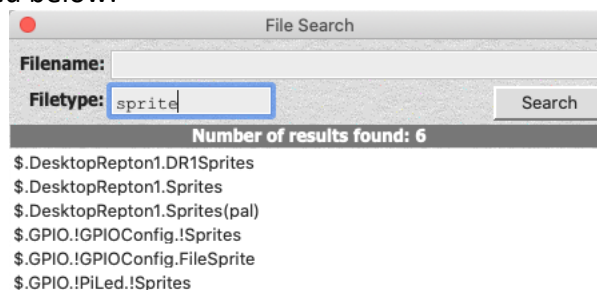 File Search
Filename:
Filetype: sprite Search
Number of results found: 6
$.DesktopRepton1.DR1Sprites
$.DesktopRepton1.Sprites
$.DesktopRepton1.Sprites(pal)
$.GPIO.!GPIOConfig.!Sprites
$.GPIO.!GPIOConfig.FileSprite
$.GPIO.!PiLed.!Sprites